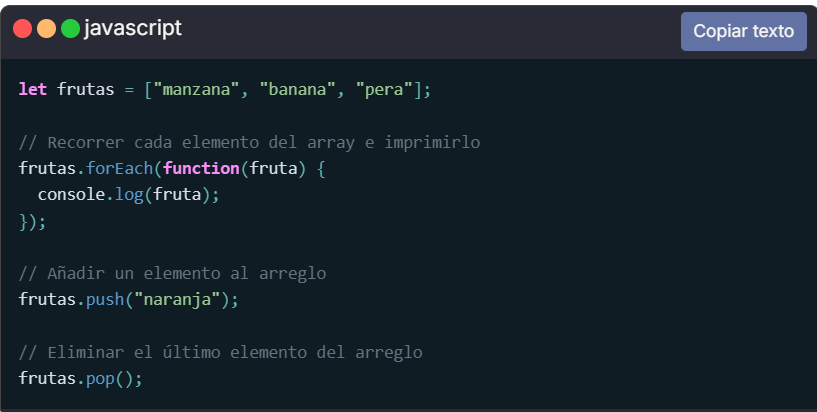 javascript
Copiar texto
let frutas = ["manzana", "banana", "pera"];
// Recorrer cada elemento del array e imprimirlo
frutas.forEach(function(fruta) {
  console.log(fruta);
});
// Añadir un elemento al arreglo
frutas.push("naranja");
// Eliminar el último elemento del arreglo
frutas.pop();